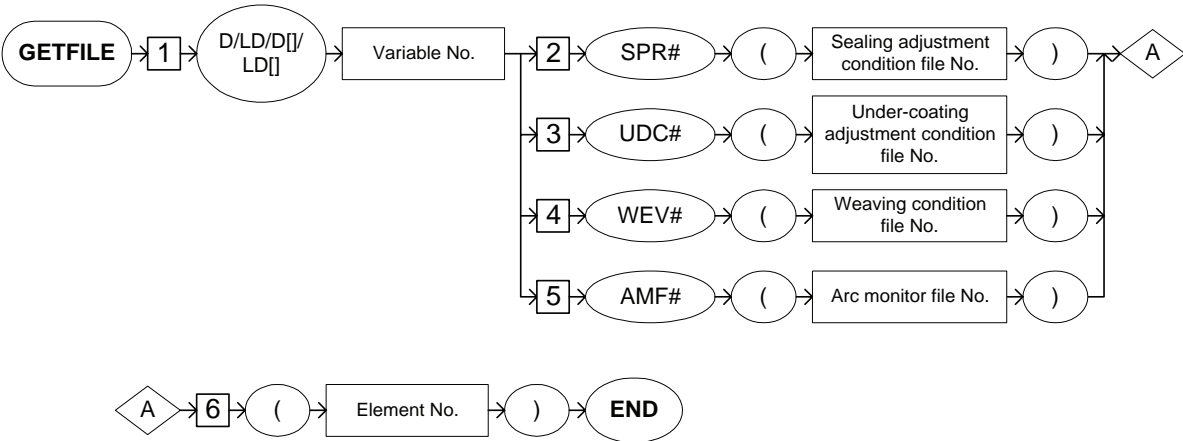 GETFILE 1 D/LD/D[]/
LD[] Variable No. 2 SPR# ( Sealing adjustment
condition file No. ) A
3 UDC# ( Under-coating
adjustment condition
file No. )
4 WEV# ( Weaving condition
file No. )
5 AMF# ( Arc monitor file No. )
A 6 ( Element No. ) END